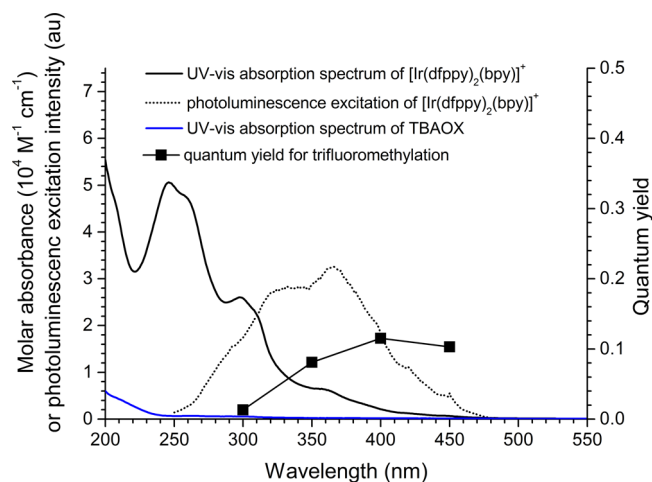 UV-vis absorption spectrum of [Ir(dfppy)₂(bpy)]⁺
photoluminescence excitation of [Ir(dfppy)₂(bpy)]⁺
UV-vis absorption spectrum of TBAOX
quantum yield for trifluoromethylation
Molar absorbance (10⁴ M⁻¹ cm⁻¹)
or photoluminescenc excitation intensity (au)
7
6
5
4
3
2
1
0
0.5
0.4
0.3
0.2
0.1
0.0
Quantum yield
200 250 300 350 400 450 500 550
Wavelength (nm)